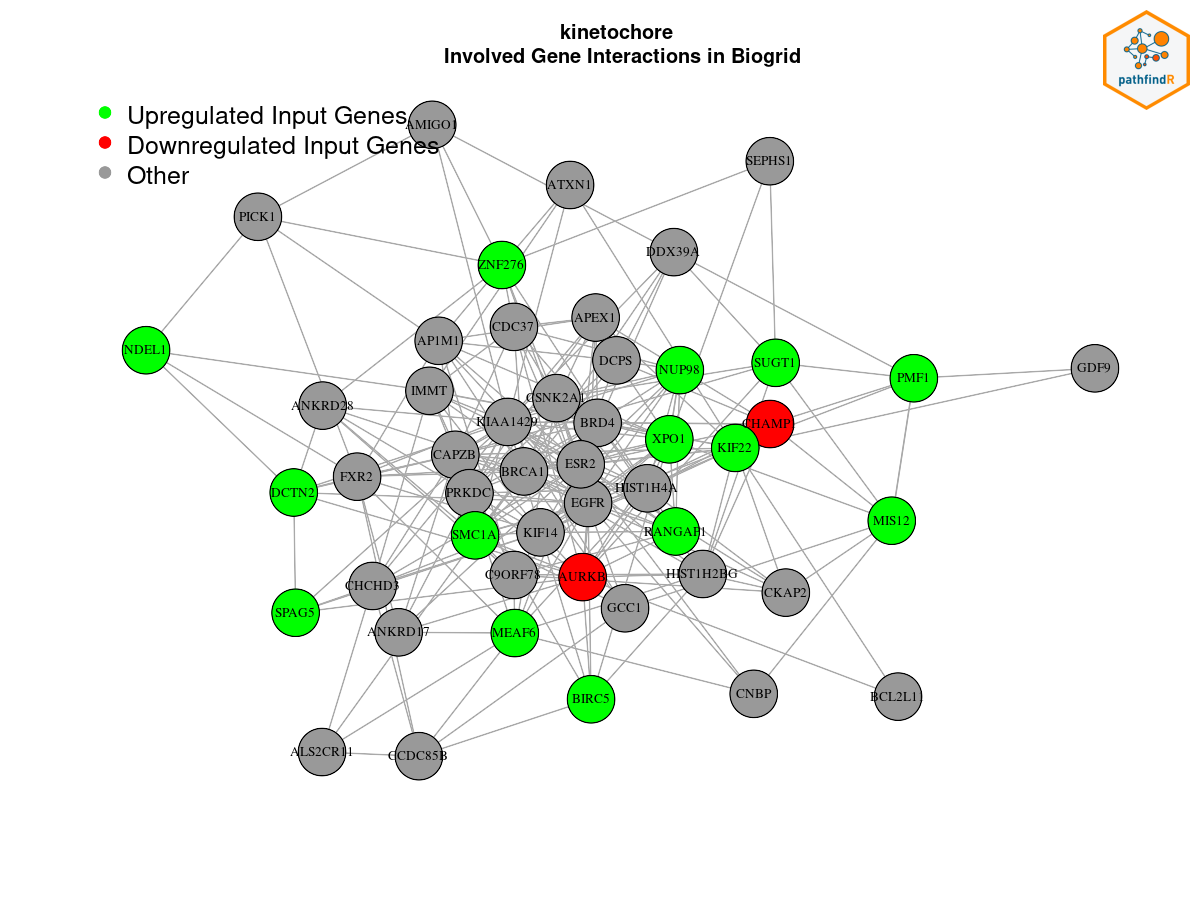 kinetochore
Involved Gene Interactions in Biogrid
pathfindR
Upregulated Input Genes
Downregulated Input Genes
Other
AMIGO1
SEPHS1
ATXN1
PICK1
DDX39A
ZNF276
APEX1
CDC37
AP1M1
NDEL1
DCPS
SUGT1
GDF9
NUP98
PMF1
IMMT
CSNK2A1
ANKRD28
KIAA1429
BRD4
CHAMP1
XPO1
KIF22
CAPZB
ESR2
BRCA1
FXR2
HIST1H4A
DCTN2
PRKDC
EGFR
MIS12
KIF14
RANGAP1
SMC1A
HIST1H2BG
C9ORF78
AURKB
CHCHD3
CKAP2
GCC1
SPAG5
ANKRD17
MEAF6
CNBP
BCL2L1
BIRC5
ALS2CR11
CCDC85B